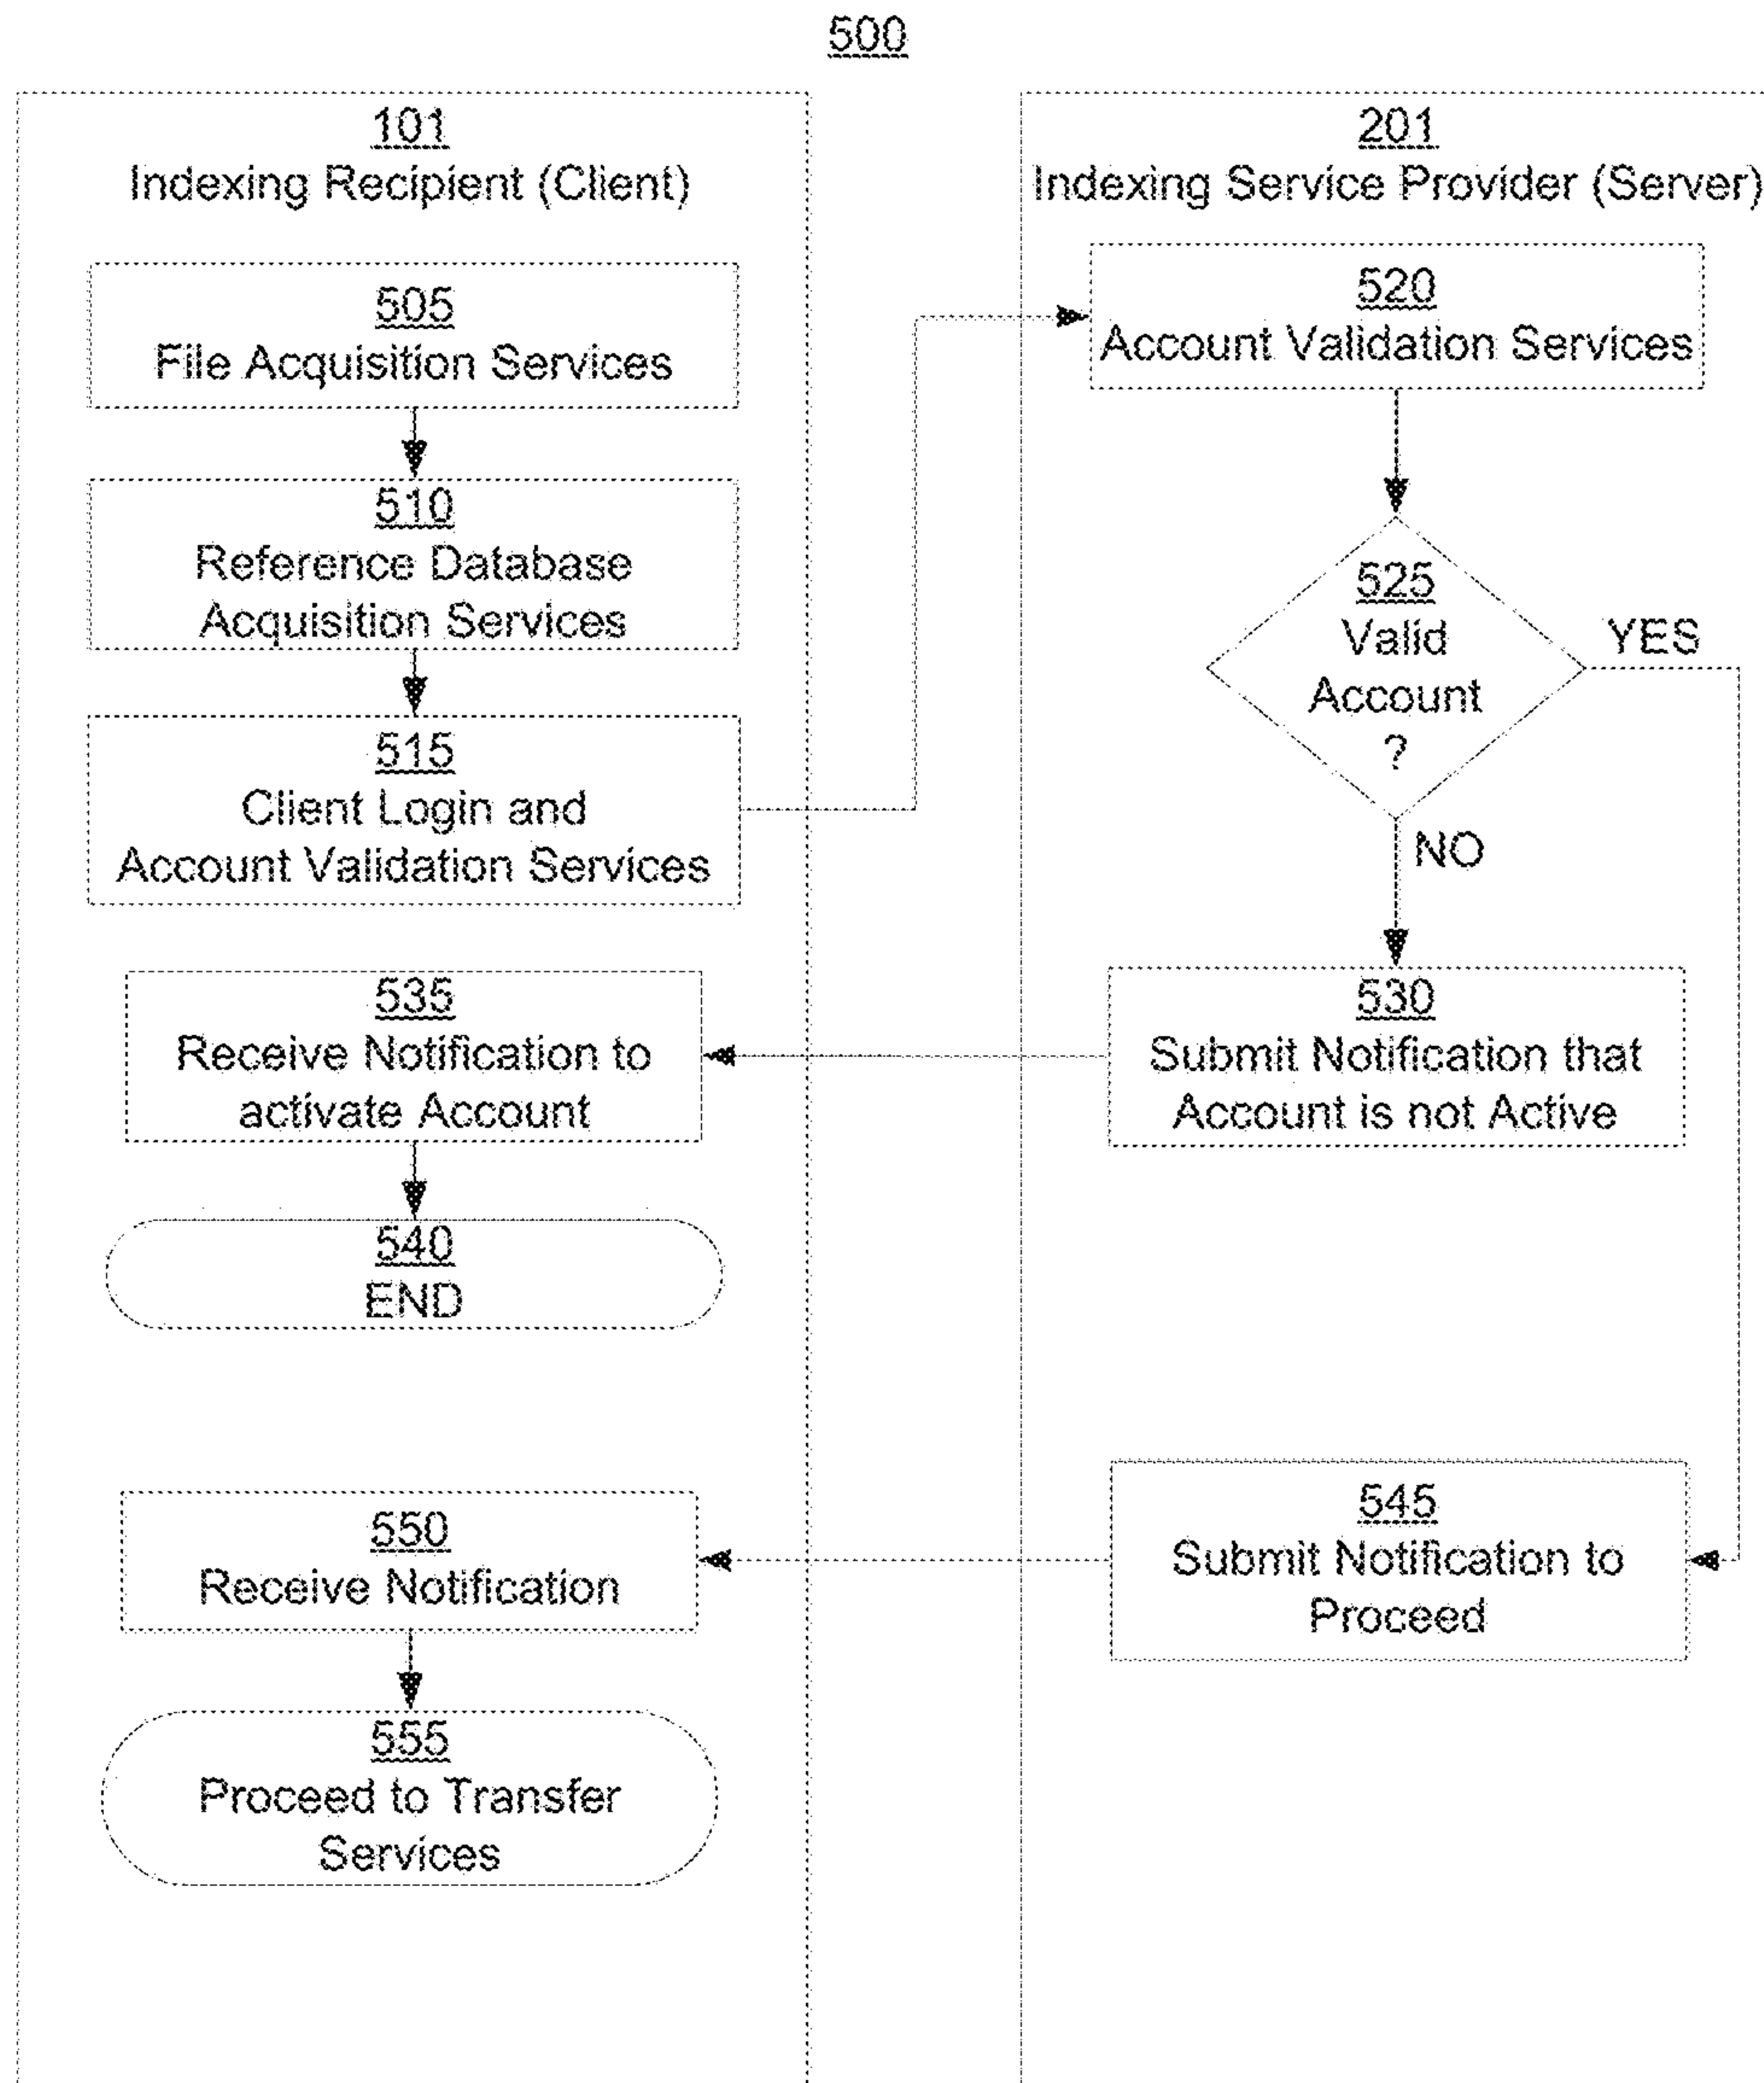 500
101
Indexing Recipient (Client)
505
File Acquisition Services
510
Reference Database
Acquisition Services
515
Client Login and
Account Validation Services
535
Receive Notification to
activate Account
540
END
550
Receive Notification
555
Proceed to Transfer
Services
201
Indexing Service Provider (Server)
520
Account Validation Services
525
Valid
Account
?
YES
NO
530
Submit Notification that
Account is not Active
545
Submit Notification to
Proceed